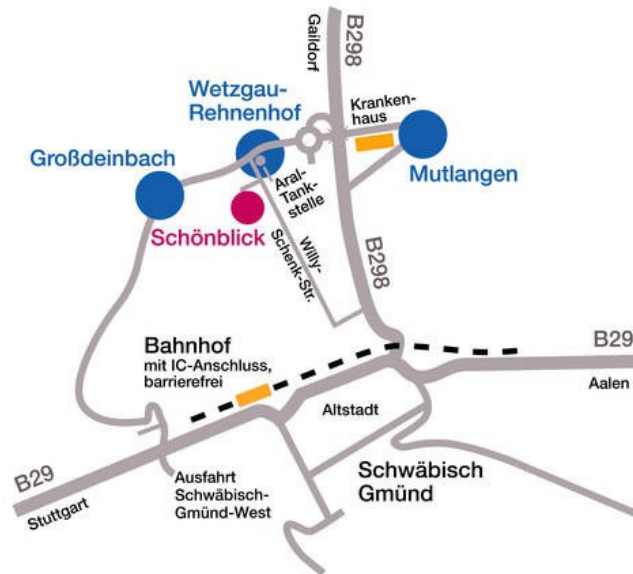 B298
Gaildorf
Wetzgau-
Rehnenhof
Kranken-
haus
Großdeinbach
Mutlangen
Aral-
Tank-
stelle
Schönblick
Willy-
Schenk-Str.
B298
Bahnhof
mit IC-Anschluss,
barrierefrei
B29
Aalen
Altstadt
Schwäbisch
Gmünd
B29
Stuttgart
Ausfahrt
Schwäbisch-
Gmünd-West